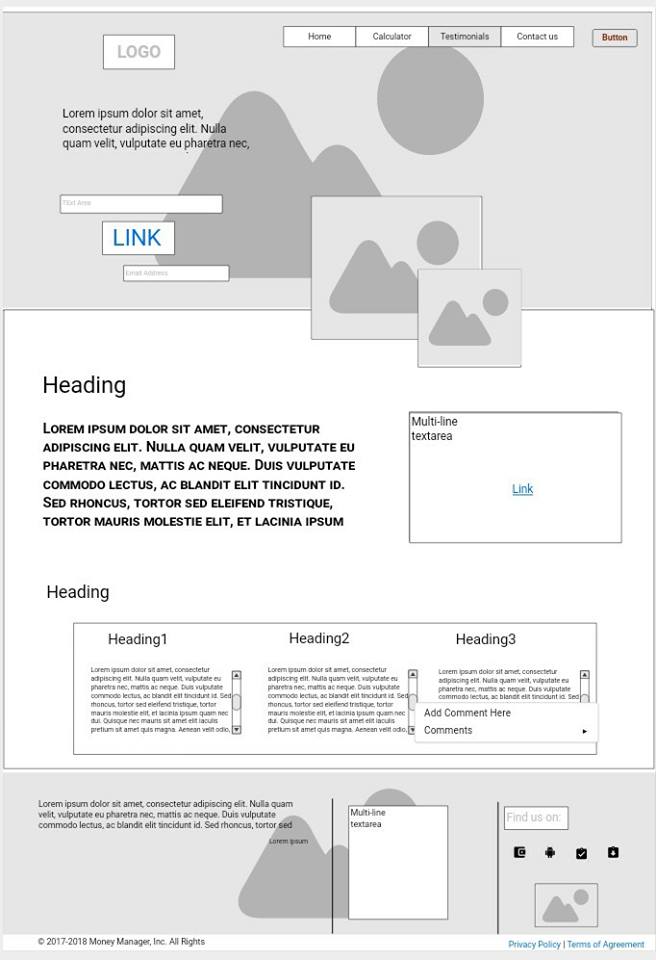 Home Calculator Testimonials Contact us Button
LOGO
Lorem ipsum dolor sit amet,
consectetur adipiscing elit. Nulla
quam velit, vulputate eu pharetra nec,
Text Area
LINK
Email Address
Heading
LOREM IPSUM DOLOR SIT AMET, CONSECTETUR
ADIPISCING ELIT. NULLA QUAM VELIT, VULPUTATE EU
PHARETRA NEC, MATTIS AC NEQUE. DUIS VULPUTATE
COMMODO LECTUS, AC BLANDIT ELIT TINCIDUNT ID.
SED RHONCUS, TORTOR SED ELEIFEND TRISTIQUE,
TORTOR MAURIS MOLESTIE ELIT, ET LACINIA IPSUM
Multi-line
textarea
Link
Heading
Heading1
Lorem ipsum dolor sit amet, consectetur
adipiscing elit. Nulla quam velit, vulputate eu
pharetra nec, mattis ac neque. Duis vulputate
commodo lectus, ac blandit elit tincidunt id. Sed
rhoncus, tortor sed eleifend tristique, tortor
mauris molestie elit, et lacinia ipsum quam nec
dui. Quisque nec mauris sit amet elit iaculis
pretium sit amet quis magna. Aenean velit odio,
Heading2
Lorem ipsum dolor sit amet, consectetur
adipiscing elit. Nulla quam velit, vulputate eu
pharetra nec, mattis ac neque. Duis vulputate
commodo lectus, ac blandit elit tincidunt id. Sed
rhoncus, tortor sed eleifend tristique, tortor
mauris molestie elit, et lacinia ipsum quam nec
dui. Quisque nec mauris sit amet elit iaculis
pretium sit amet quis magna. Aenean velit odio,
Heading3
Lorem ipsum dolor sit amet, consectetur
adipiscing elit. Nulla quam velit, vulputate eu
pharetra nec, mattis ac neque. Duis vulputate
commodo lectus, ac blandit elit tincidunt id. Sed
Add Comment Here
Comments
Lorem ipsum dolor sit amet, consectetur adipiscing elit. Nulla quam
velit, vulputate eu pharetra nec, mattis ac neque. Duis vulputate
commodo lectus, ac blandit elit tincidunt id. Sed rhoncus, tortor sed
Lorem ipsum
Multi-line
textarea
Find us on:
© 2017-2018 Money Manager, Inc. All Rights
Privacy Policy | Terms of Agreement